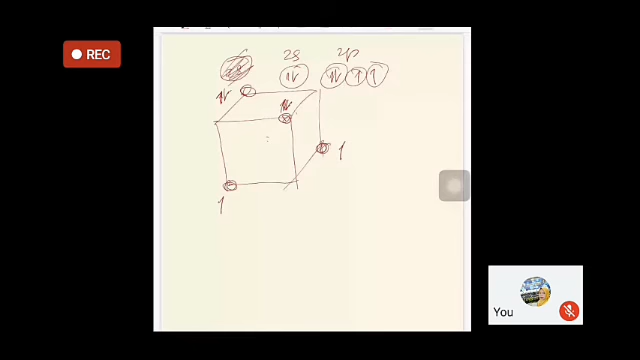 REC
2s 2p
⥮ ⥮ ↑ ↑
⥮
⥮
1
1
You